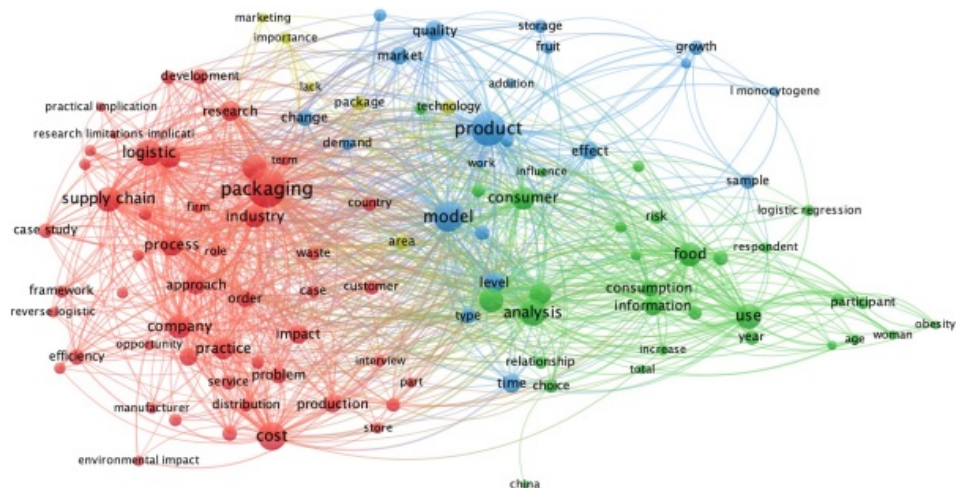 marketing
importance
quality
storage
market
fruit
growth
development
addition
lack
l monocytogene
practical implication
research
package
technology
change
product
research limitations implicati
demand
logistic
term
work
effect
packaging
influence
sample
supply chain
consumer
firm
country
industry
model
logistic regression
risk
case study
process
role
area
food
respondent
waste
level
framework
approach
case
customer
consumption
order
information
participant
reverse logistic
type
analysis
use
company
impact
obesity
opportunity
practice
year
age
woman
efficiency
interview
relationship
increase
service
problem
part
time
choice
total
manufacturer
distribution
production
cost
store
environmental impact
china